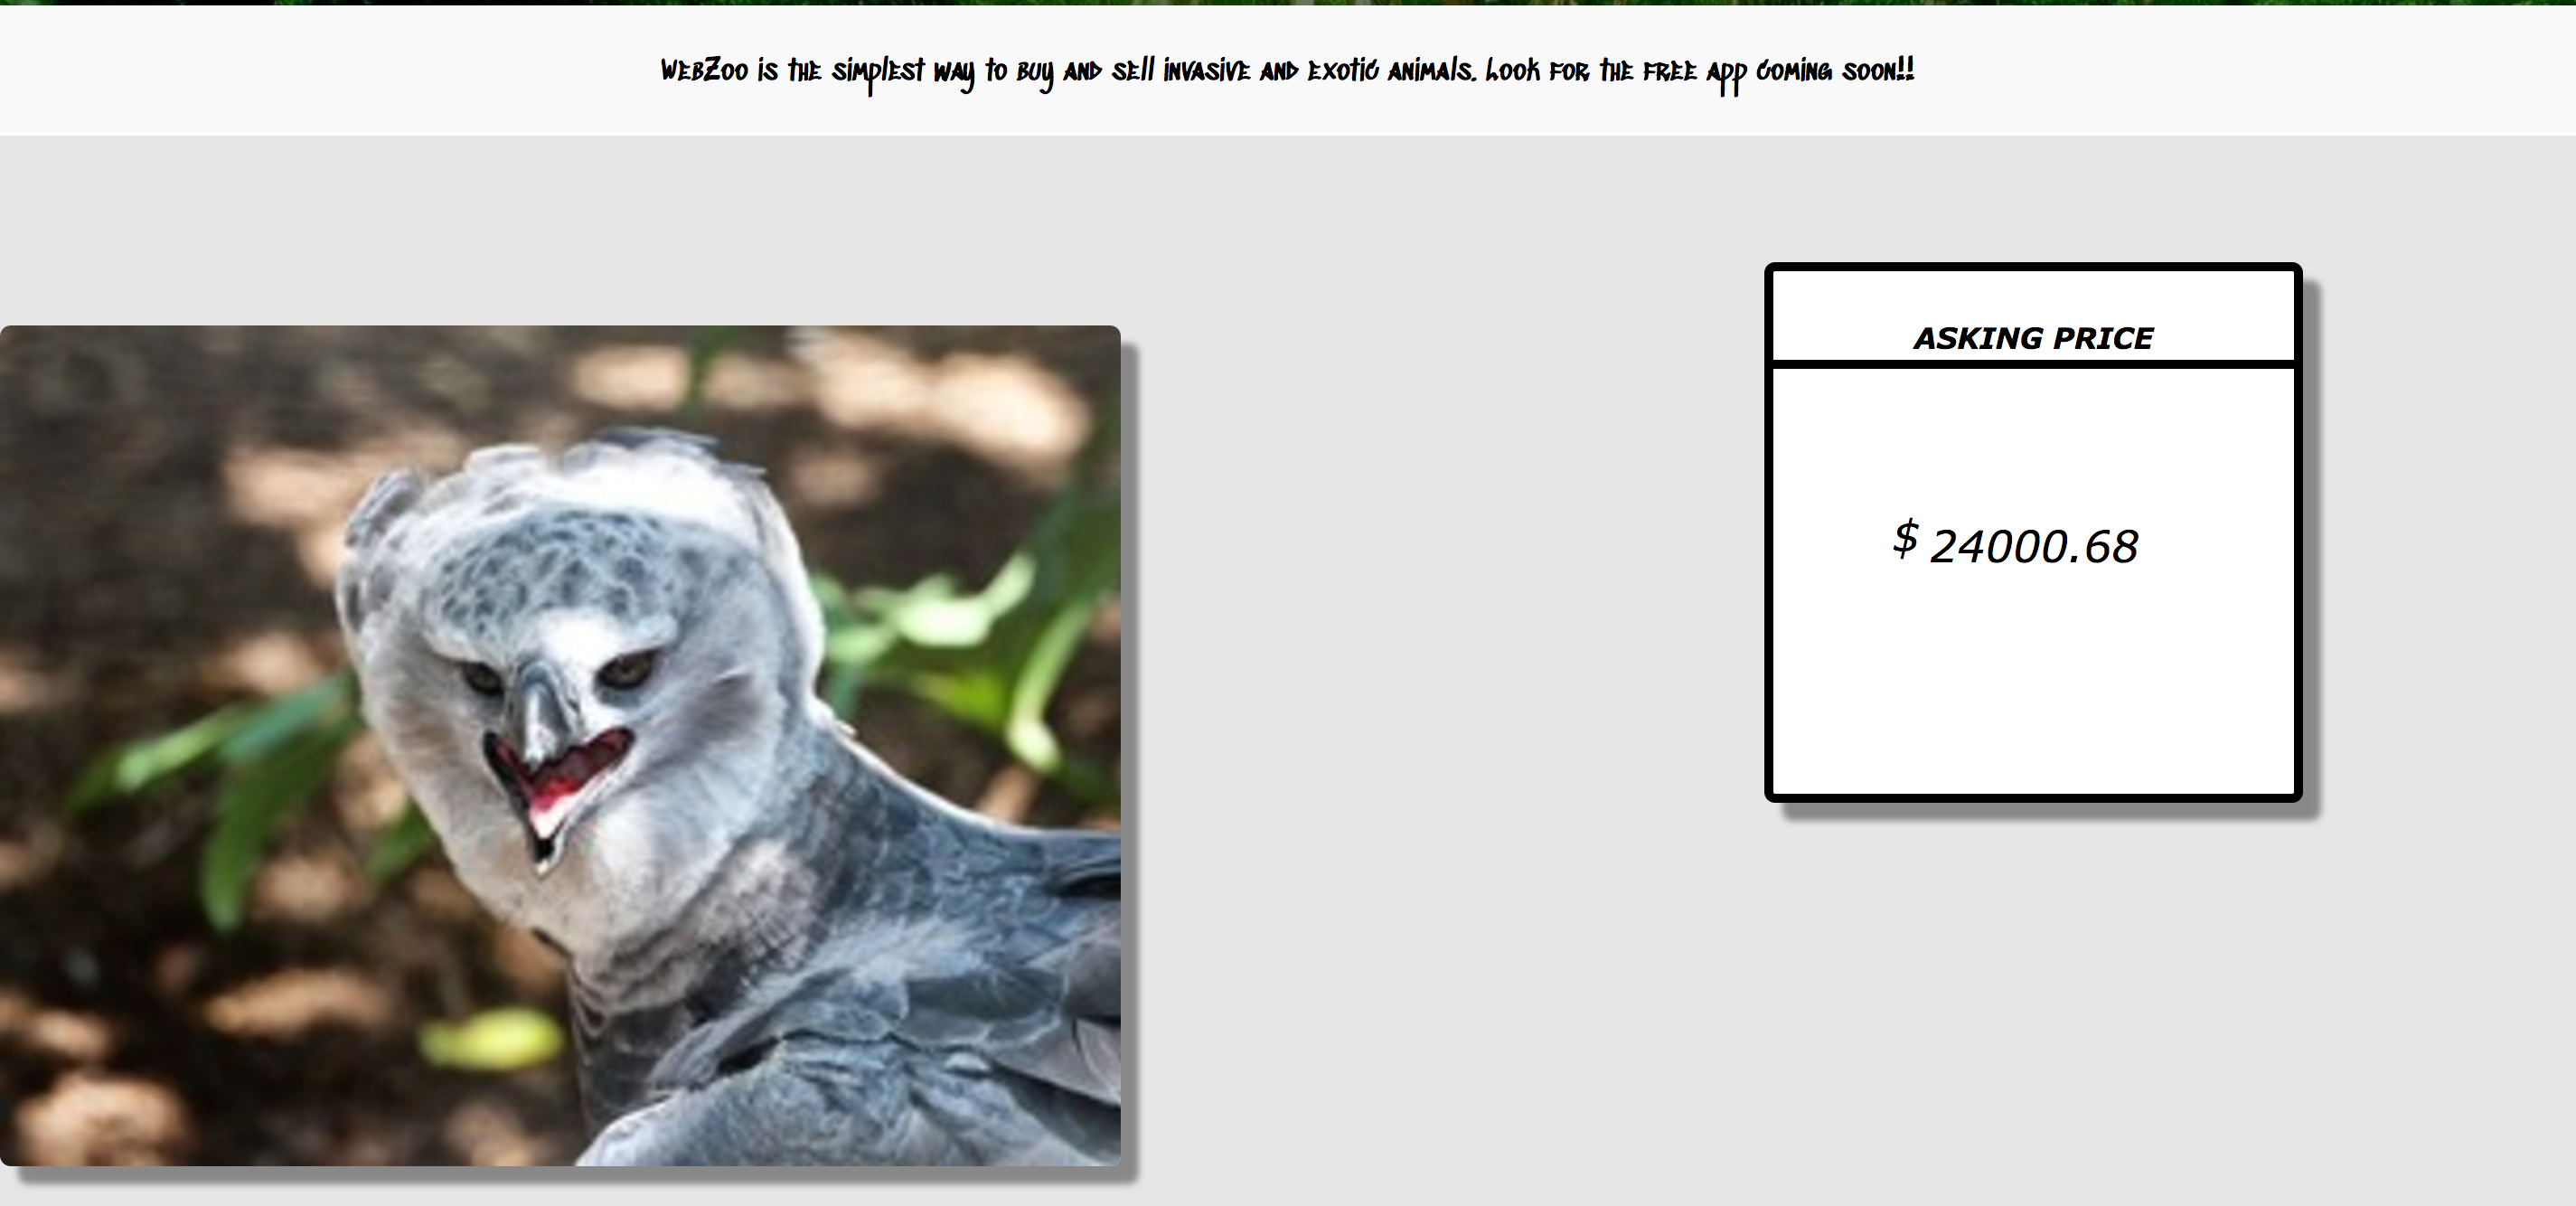 WebZoo is the simplest way to buy and sell invasive and exotic animals. Look for the free app coming soon!!
ASKING PRICE
$ 24000.68